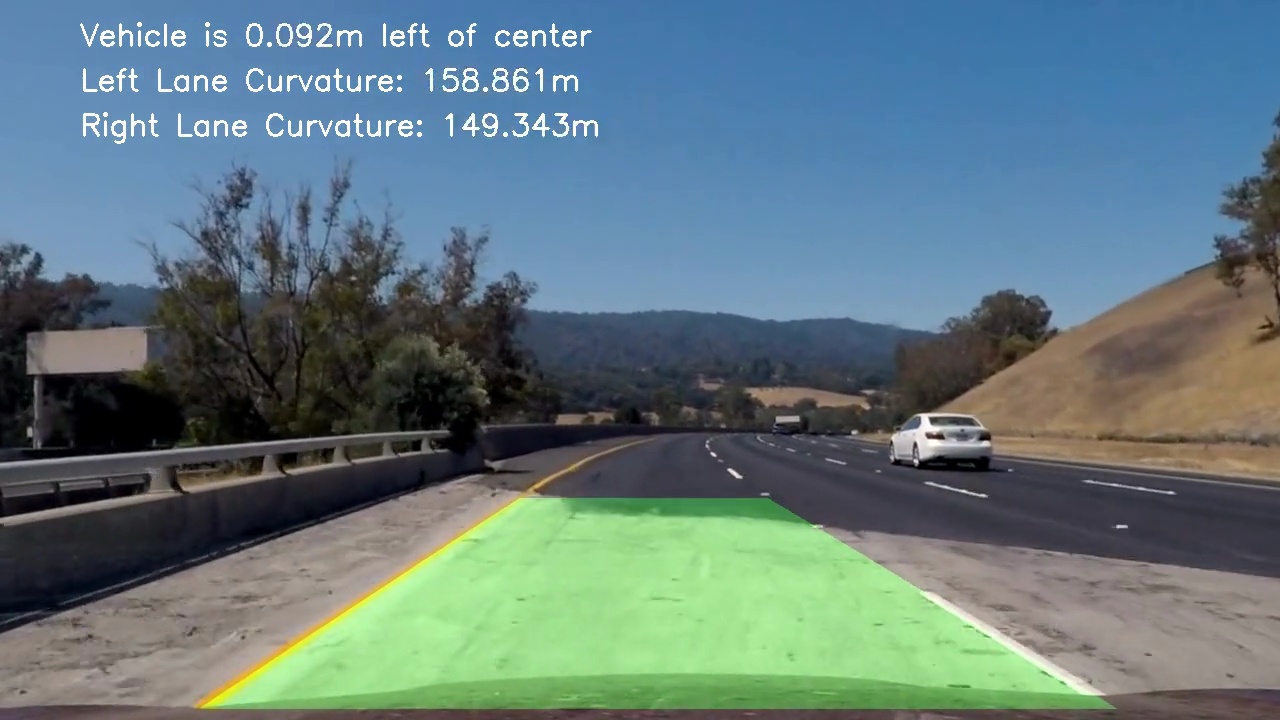 Vehicle is 0.092m left of center
Left Lane Curvature: 158.861m
Right Lane Curvature: 149.343m